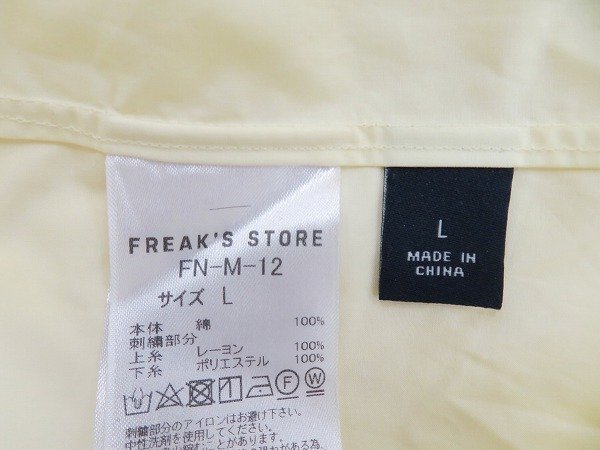 FREAK'S STORE
FN-M-12
サイズ L
本体 綿 100%
刺繍部分
上糸 レーヨン 100%
下糸 ポリエステル 100%
F W
刺繍部分のアイロンはお避け下さい。
中性洗剤を使用してください。
L
MADE IN
CHINA